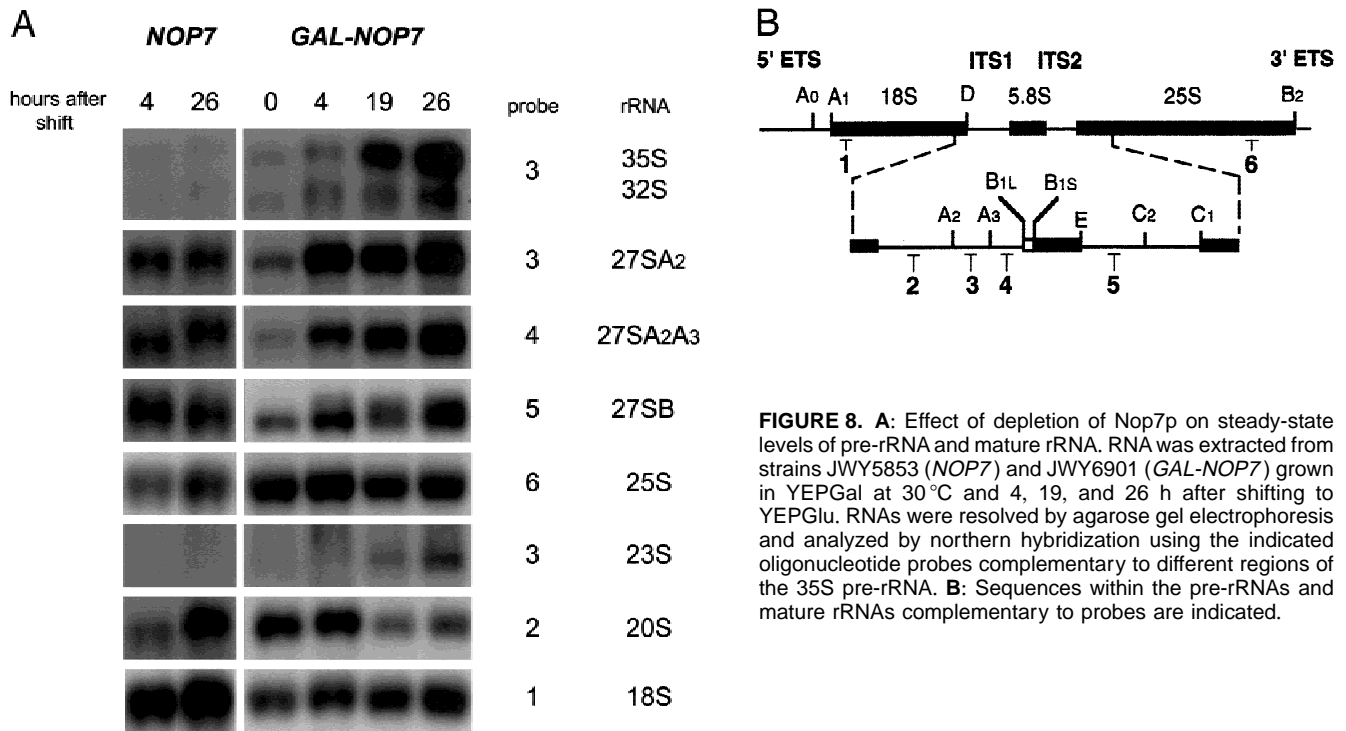 A
NOP7 GAL-NOP7
hours after shift 4 26 0 4 19 26 probe rRNA
3 35S
32S
3 27SA2
4 27SA2A3
5 27SB
6 25S
3 23S
2 20S
1 18S
B
5' ETS ITS1 ITS2 3' ETS
A0 A1 18S D 5.8S 25S B2
1 6
B1L B1S
A2 A3 E C2 C1
2 3 4 5
FIGURE 8. A: Effect of depletion of Nop7p on steady-state
levels of pre-rRNA and mature rRNA. RNA was extracted from
strains JWY5853 (NOP7) and JWY6901 (GAL-NOP7) grown
in YEPGal at 30 °C and 4, 19, and 26 h after shifting to
YEPGlu. RNAs were resolved by agarose gel electrophoresis
and analyzed by northern hybridization using the indicated
oligonucleotide probes complementary to different regions of
the 35S pre-rRNA. B: Sequences within the pre-rRNAs and
mature rRNAs complementary to probes are indicated.